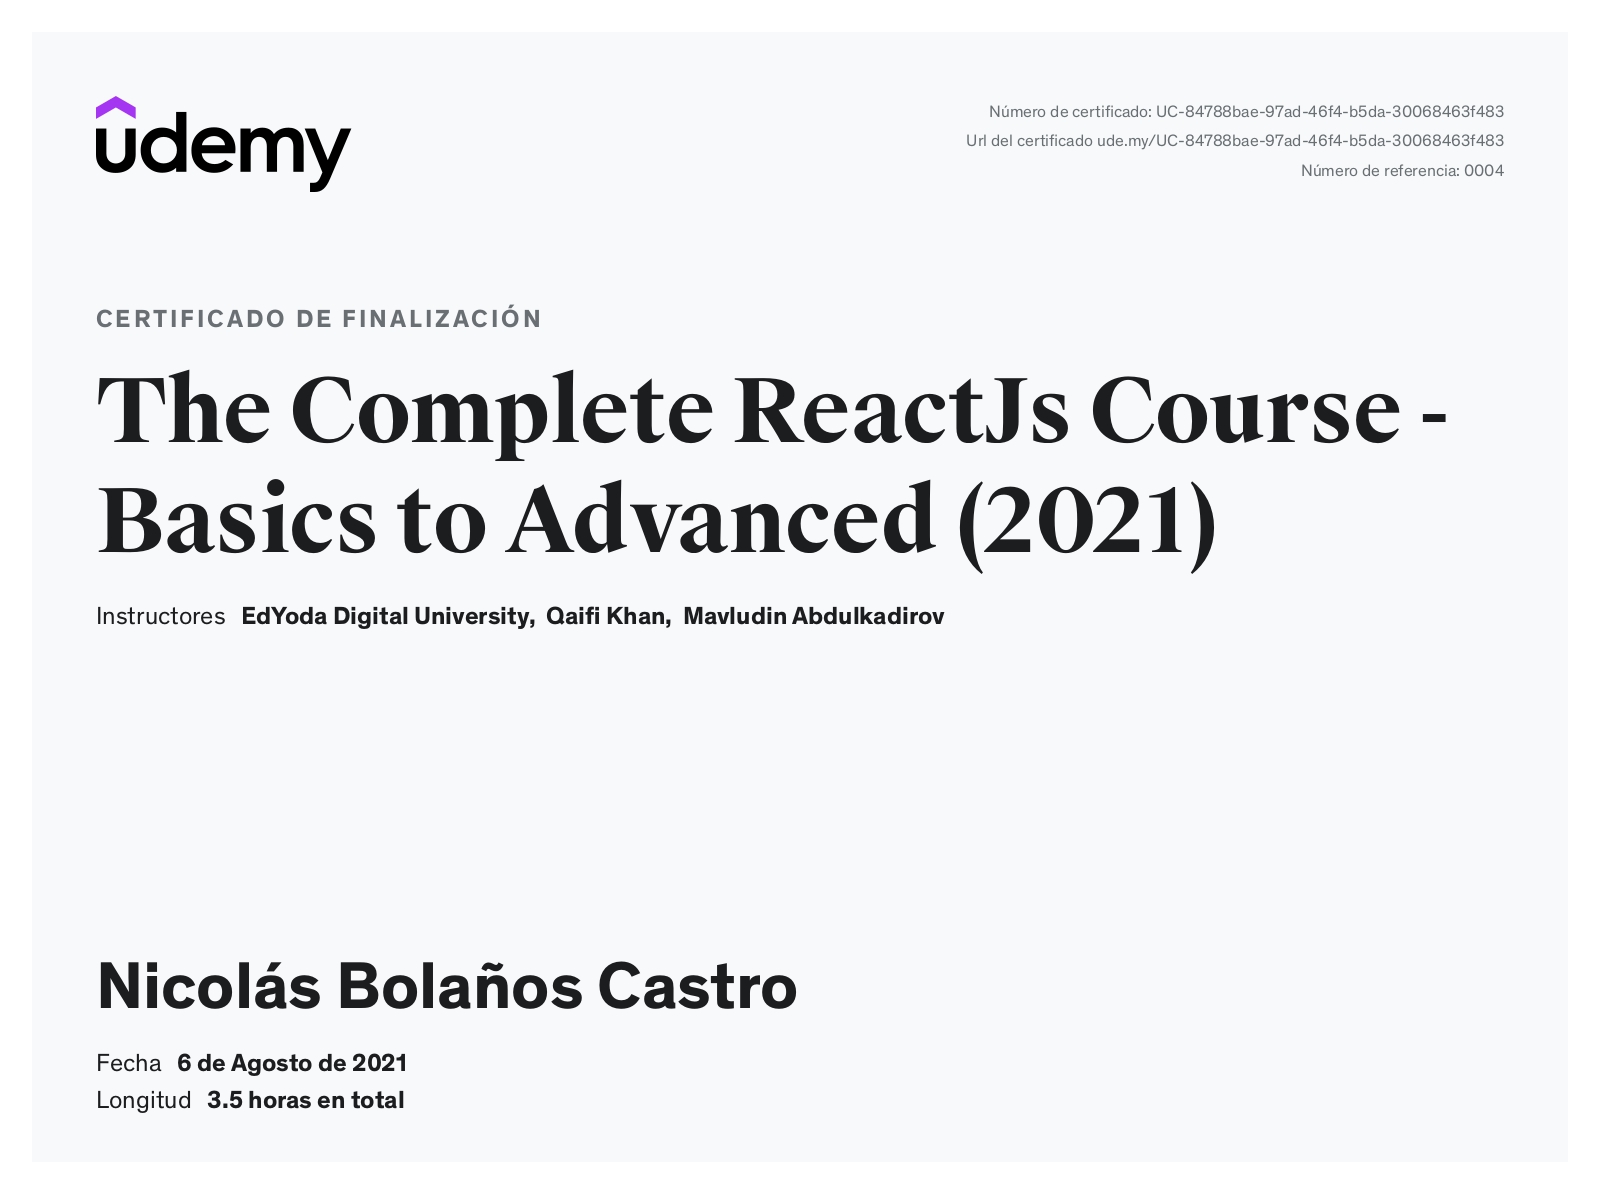 udemy
Número de certificado: UC-84788bae-97ad-46f4-b5da-30068463f483
Url del certificado ude.my/UC-84788bae-97ad-46f4-b5da-30068463f483
Número de referencia: 0004
CERTIFICADO DE FINALIZACIÓN
The Complete ReactJs Course -
Basics to Advanced (2021)
Instructores EdYoda Digital University, Qaifi Khan, Mavludin Abdulkadirov
Nicolás Bolaños Castro
Fecha 6 de Agosto de 2021
Longitud 3.5 horas en total